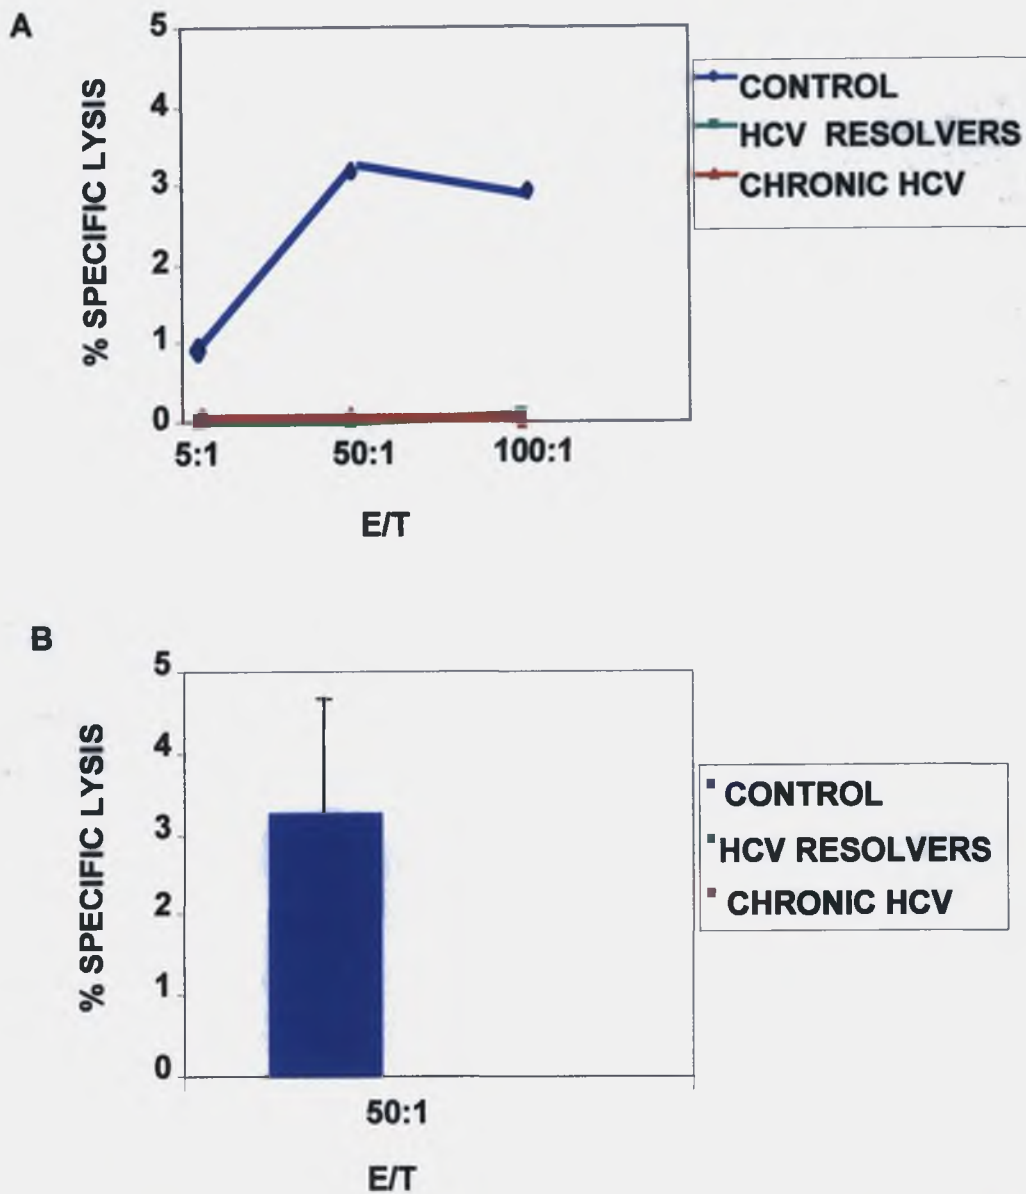 A
5
4
3
2
1
0
% SPECIFIC LYSIS
5:1 50:1 100:1
E/T
CONTROL
HCV RESOLVERS
CHRONIC HCV
B
5
4
3
2
1
0
% SPECIFIC LYSIS
50:1
E/T
CONTROL
HCV RESOLVERS
CHRONIC HCV